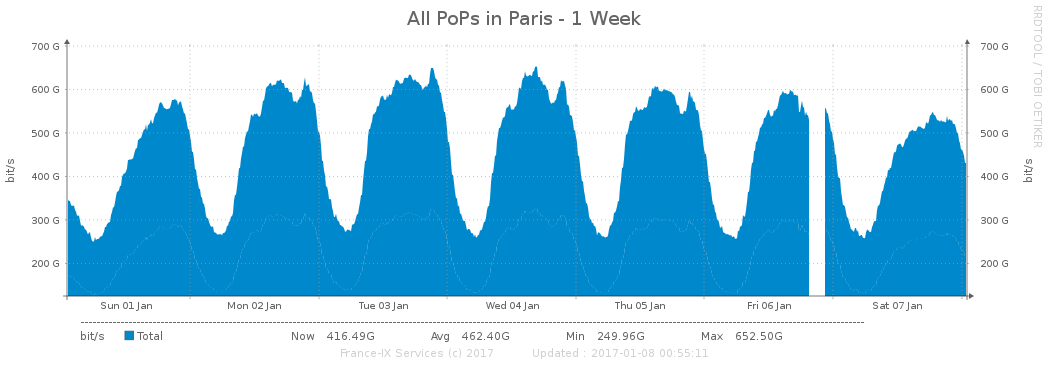 All PoPs in Paris - 1 Week
RRDTOOL / TOBI OETIKER
700 G 700 G
600 G 600 G
500 G 500 G
400 G 400 G
300 G 300 G
200 G 200 G
bit/s bit/s
Sun 01 Jan Mon 02 Jan Tue 03 Jan Wed 04 Jan Thu 05 Jan Fri 06 Jan Sat 07 Jan
bit/s Total Now 416.49G Avg 462.40G Min 249.96G Max 652.50G
France-IX Services (c) 2017 Updated : 2017-01-08 00:55:11